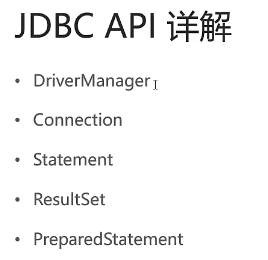 JDBC API 详解
• DriverManager
• Connection
• Statement
• ResultSet
• PreparedStatement